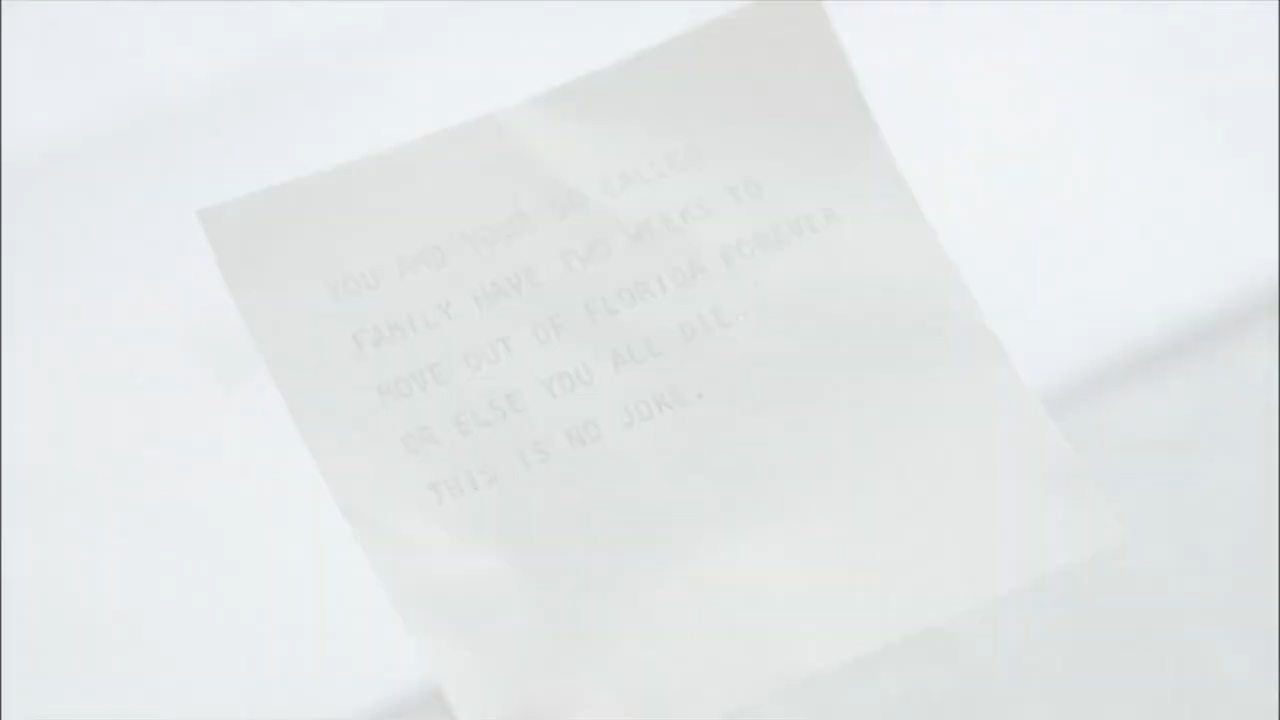 YOU AND YOUR SO CALLED
FAMILY HAVE TWO WEEKS TO
MOVE OUT OF FLORIDA FOREVER
OR ELSE YOU ALL DIE.
THIS IS NO JOKE.